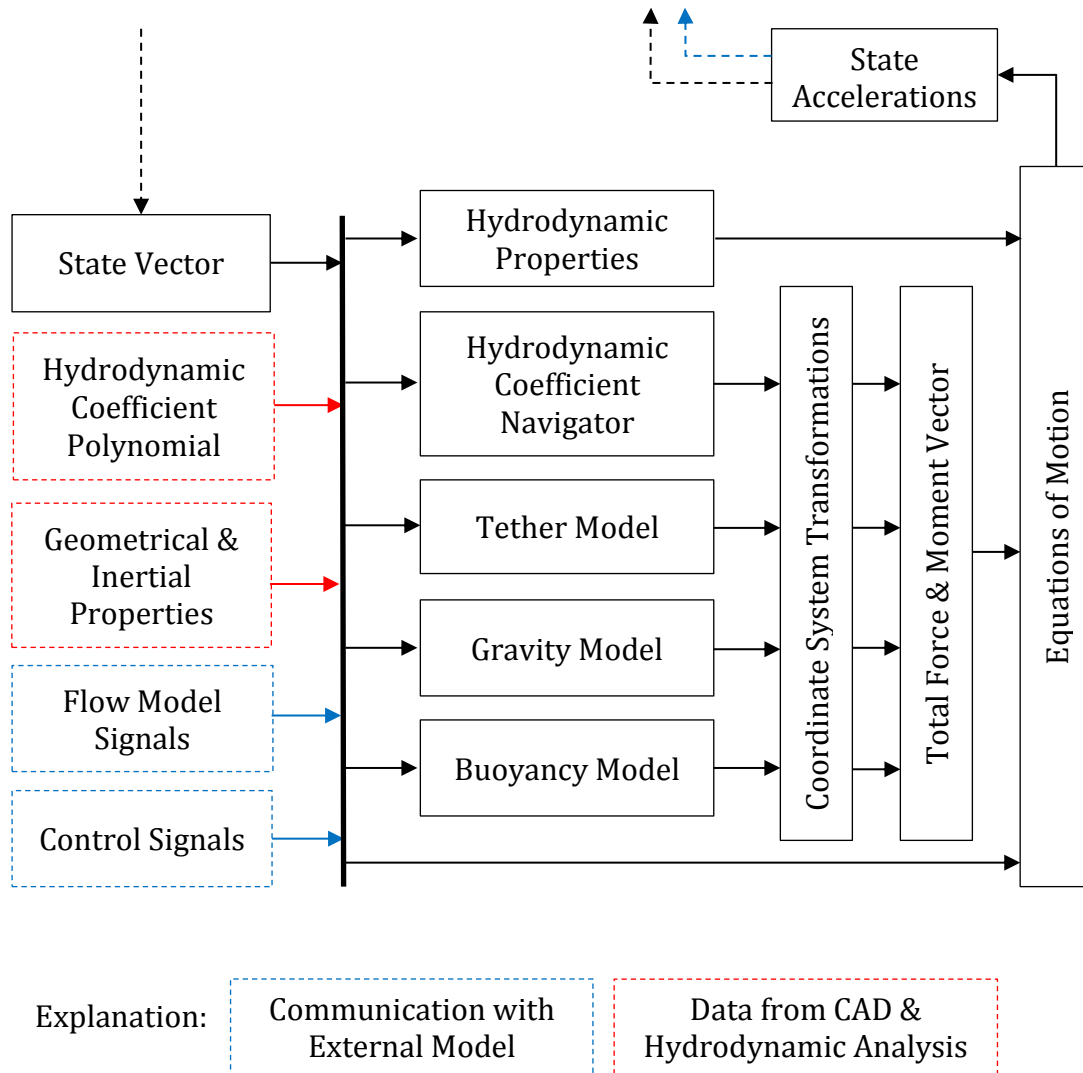 State
Accelerations
State Vector
Hydrodynamic
Coefficient
Polynomial
Geometrical &
Inertial
Properties
Flow Model
Signals
Control Signals
Hydrodynamic
Properties
Hydrodynamic
Coefficient
Navigator
Tether Model
Gravity Model
Buoyancy Model
Coordinate System Transformations
Total Force & Moment Vector
Equations of Motion
Explanation:
Communication with
External Model
Data from CAD &
Hydrodynamic Analysis